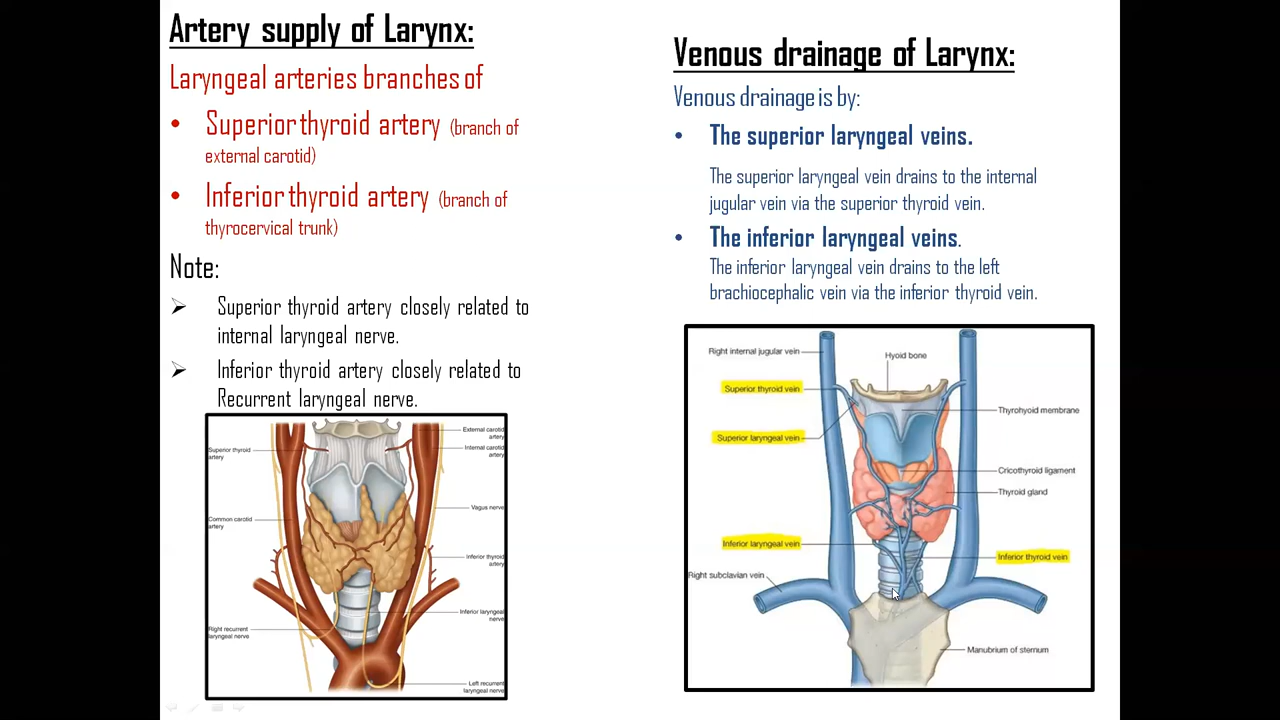 Artery supply of Larynx:
Laryngeal arteries branches of
• Superior thyroid artery (branch of
external carotid)
• Inferior thyroid artery (branch of
thyrocervical trunk)
Note:
➢ Superior thyroid artery closely related to
internal laryngeal nerve.
➢ Inferior thyroid artery closely related to
Recurrent laryngeal nerve.
External carotid
artery
Superior thyroid
artery
Internal carotid
artery
Vagus nerve
Common carotid
artery
Inferior thyroid
artery
Inferior laryngeal
nerve
Right recurrent
laryngeal nerve
Left recurrent
laryngeal nerve
Venous drainage of Larynx:
Venous drainage is by:
• The superior laryngeal veins.
The superior laryngeal vein drains to the internal
jugular vein via the superior thyroid vein.
• The inferior laryngeal veins.
The inferior laryngeal vein drains to the left
brachiocephalic vein via the inferior thyroid vein.
Right internal jugular vein
Hyoid bone
Superior thyroid vein
Thyrohyoid membrane
Superior laryngeal vein
Cricothyroid ligament
Thyroid gland
Inferior laryngeal vein
Inferior thyroid vein
Right subclavian vein
Manubrium of sternum